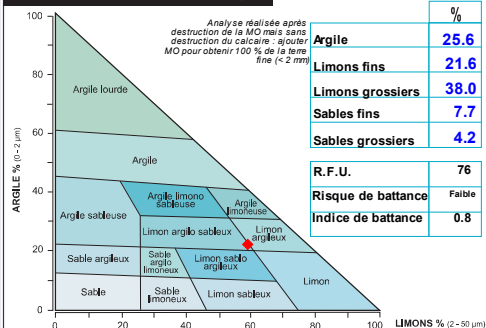 Analyse réalisée après
destruction de la MO mais sans
destruction du calcaire : ajouter
MO pour obtenir 100 % de la terre
fine (< 2 mm)
%
Argile 25.6
Limons fins 21.6
Limons grossiers 38.0
Sables fins 7.7
Sables grossiers 4.2
R.F.U. 76
Risque de battance Faible
Indice de battance 0.8
ARGILE % (0 - 2 µm)
100
80
60
40
20
0
Argile lourde
Argile
Argile sableuse
Argile limono
sableuse
Argile
limoneuse
Limon argilo sableux
Limon
argileux
Sable argileux
Sable
argilo
limoneux
Limon sablo
argileux
Limon
Sable
Sable
limoneux
Limon sableux
0 20 40 60 80 100
LIMONS % (2 - 50 µm)